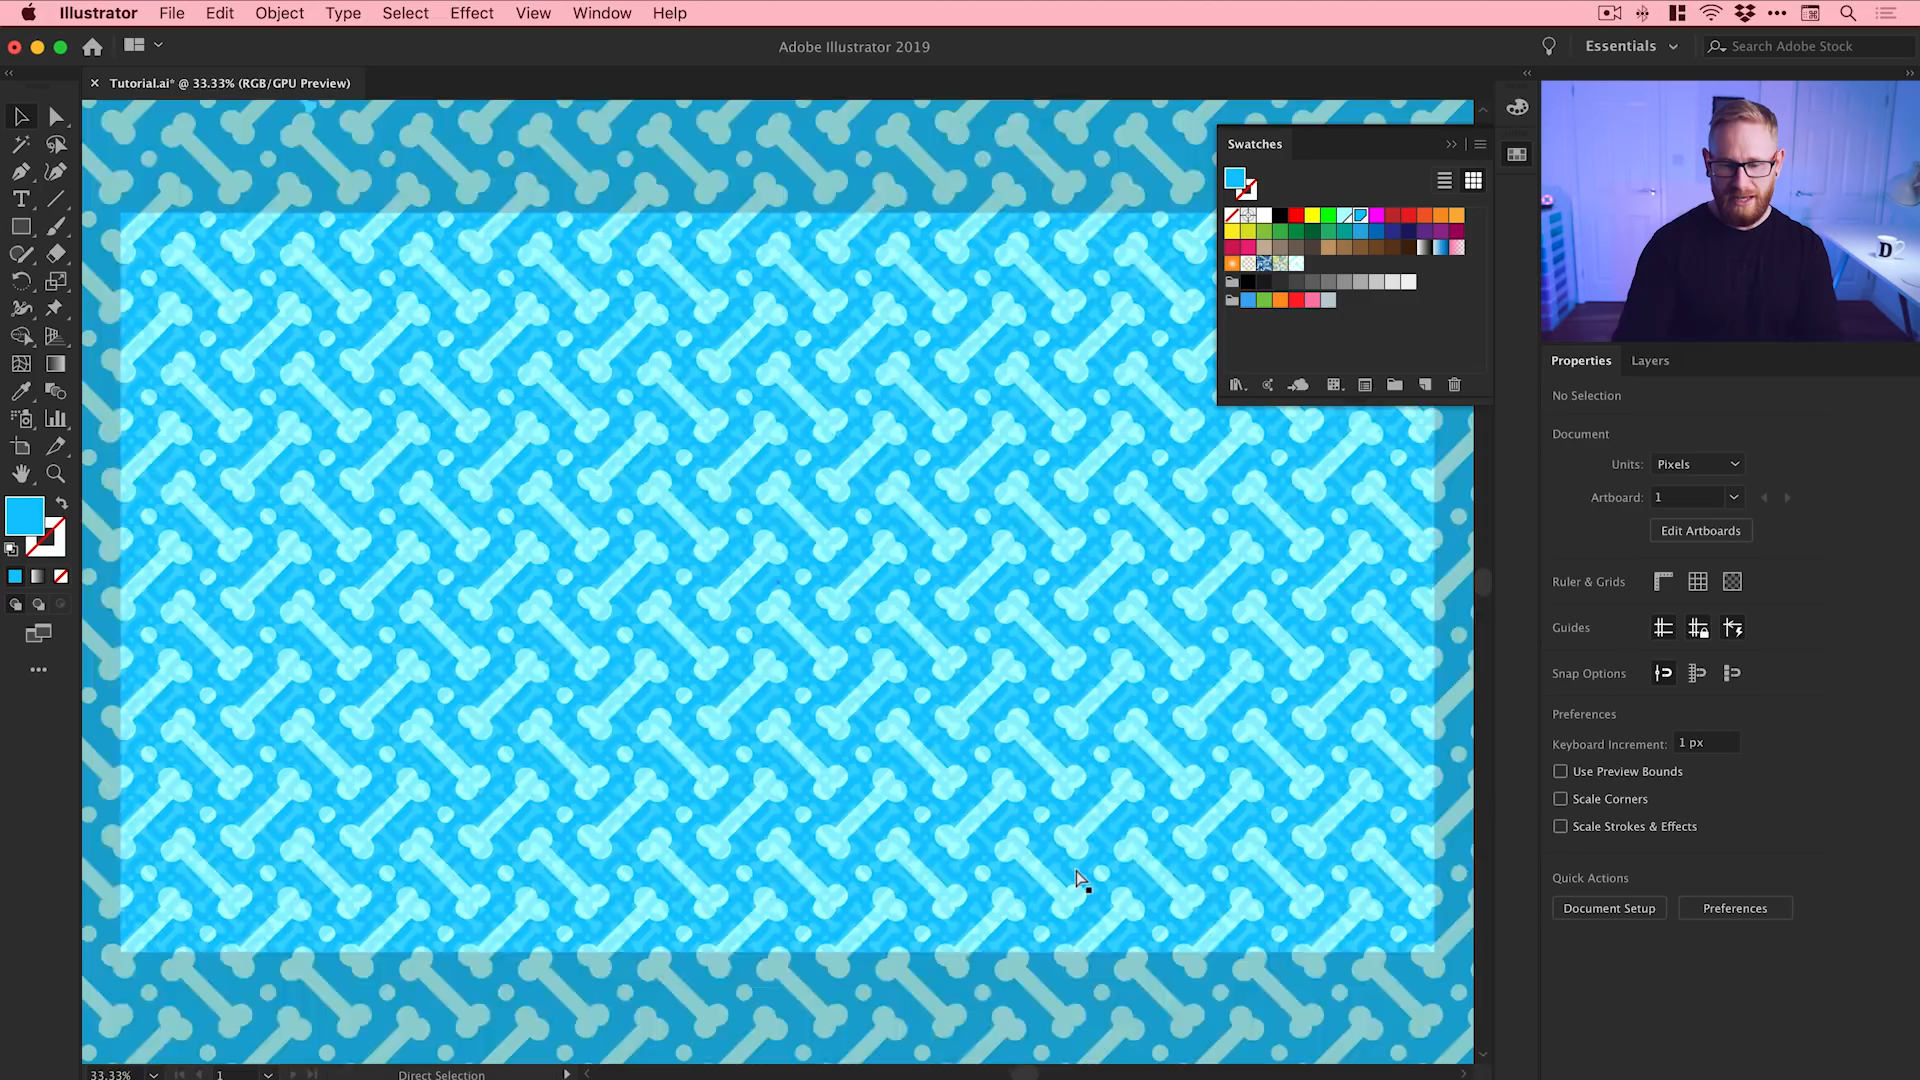 Illustrator File Edit Object Type Select Effect View Window Help
Adobe Illustrator 2019
Essentials
Search Adobe Stock
Tutorial.ai* @ 33.33% (RGB/GPU Preview)
Swatches
D
Properties Layers
No Selection
Document
Units: Pixels
Artboard: 1
Edit Artboards
Ruler & Grids
Guides
Snap Options
Preferences
Keyboard Increment: 1 px
Use Preview Bounds
Scale Corners
Scale Strokes & Effects
Quick Actions
Document Setup Preferences
33.33% 1 Direct Selection